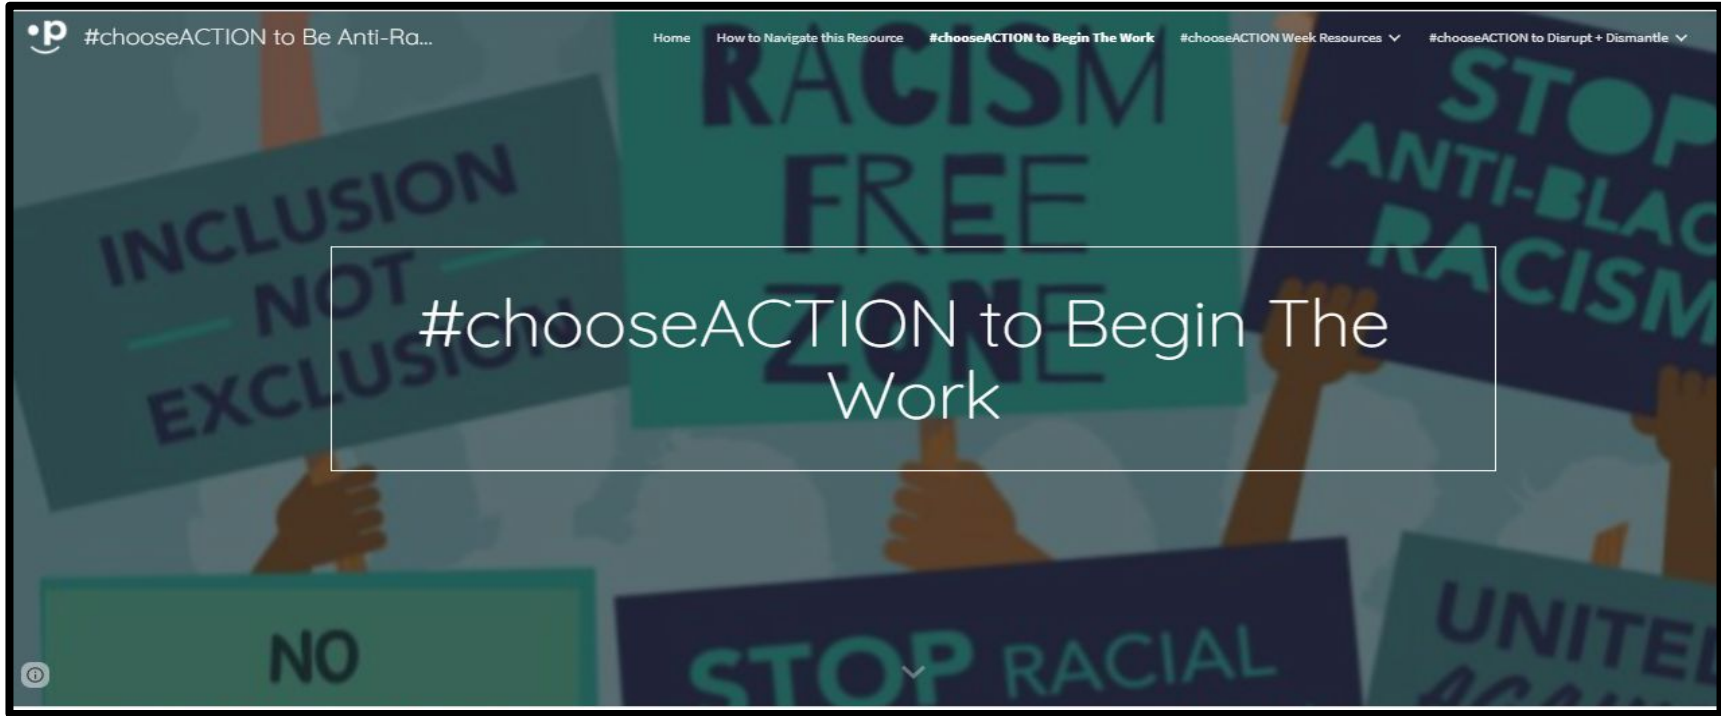 #chooseACTION to Be Anti-Ra...
Home How to Navigate this Resource #chooseACTION to Begin The Work #chooseACTION Week Resources #chooseACTION to Disrupt + Dismantle
RACISM
FREE
ZONE
INCLUSION
NOT
EXCLUSION
STOP
ANTI-BLAC
RACISM
#chooseACTION to Begin The
Work
NO
STOP RACIAL
UNITED
AGAIN